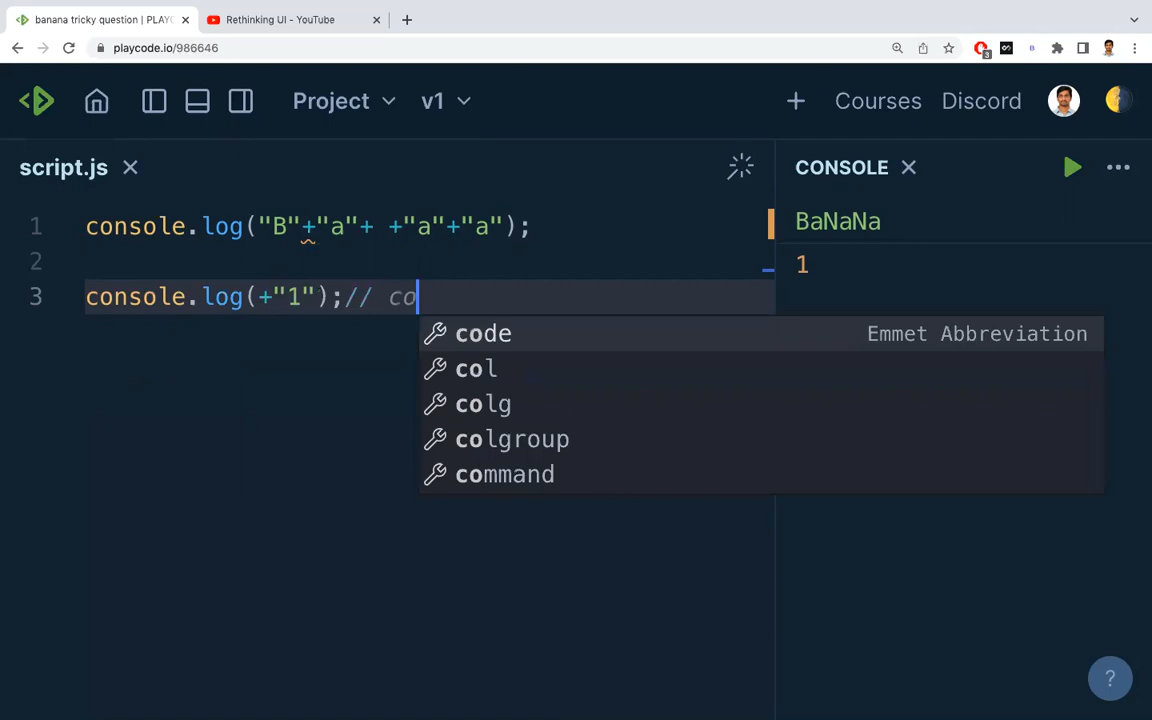 banana tricky question | PLAYC
Rethinking UI - YouTube
playcode.io/986646
3
Project
v1
Courses
Discord
script.js
CONSOLE
1
console.log("B"+"a"+ +"a"+"a");
BaNaNa
2
1
3
console.log(+"1");// co
code
Emmet Abbreviation
col
colg
colgroup
command
?